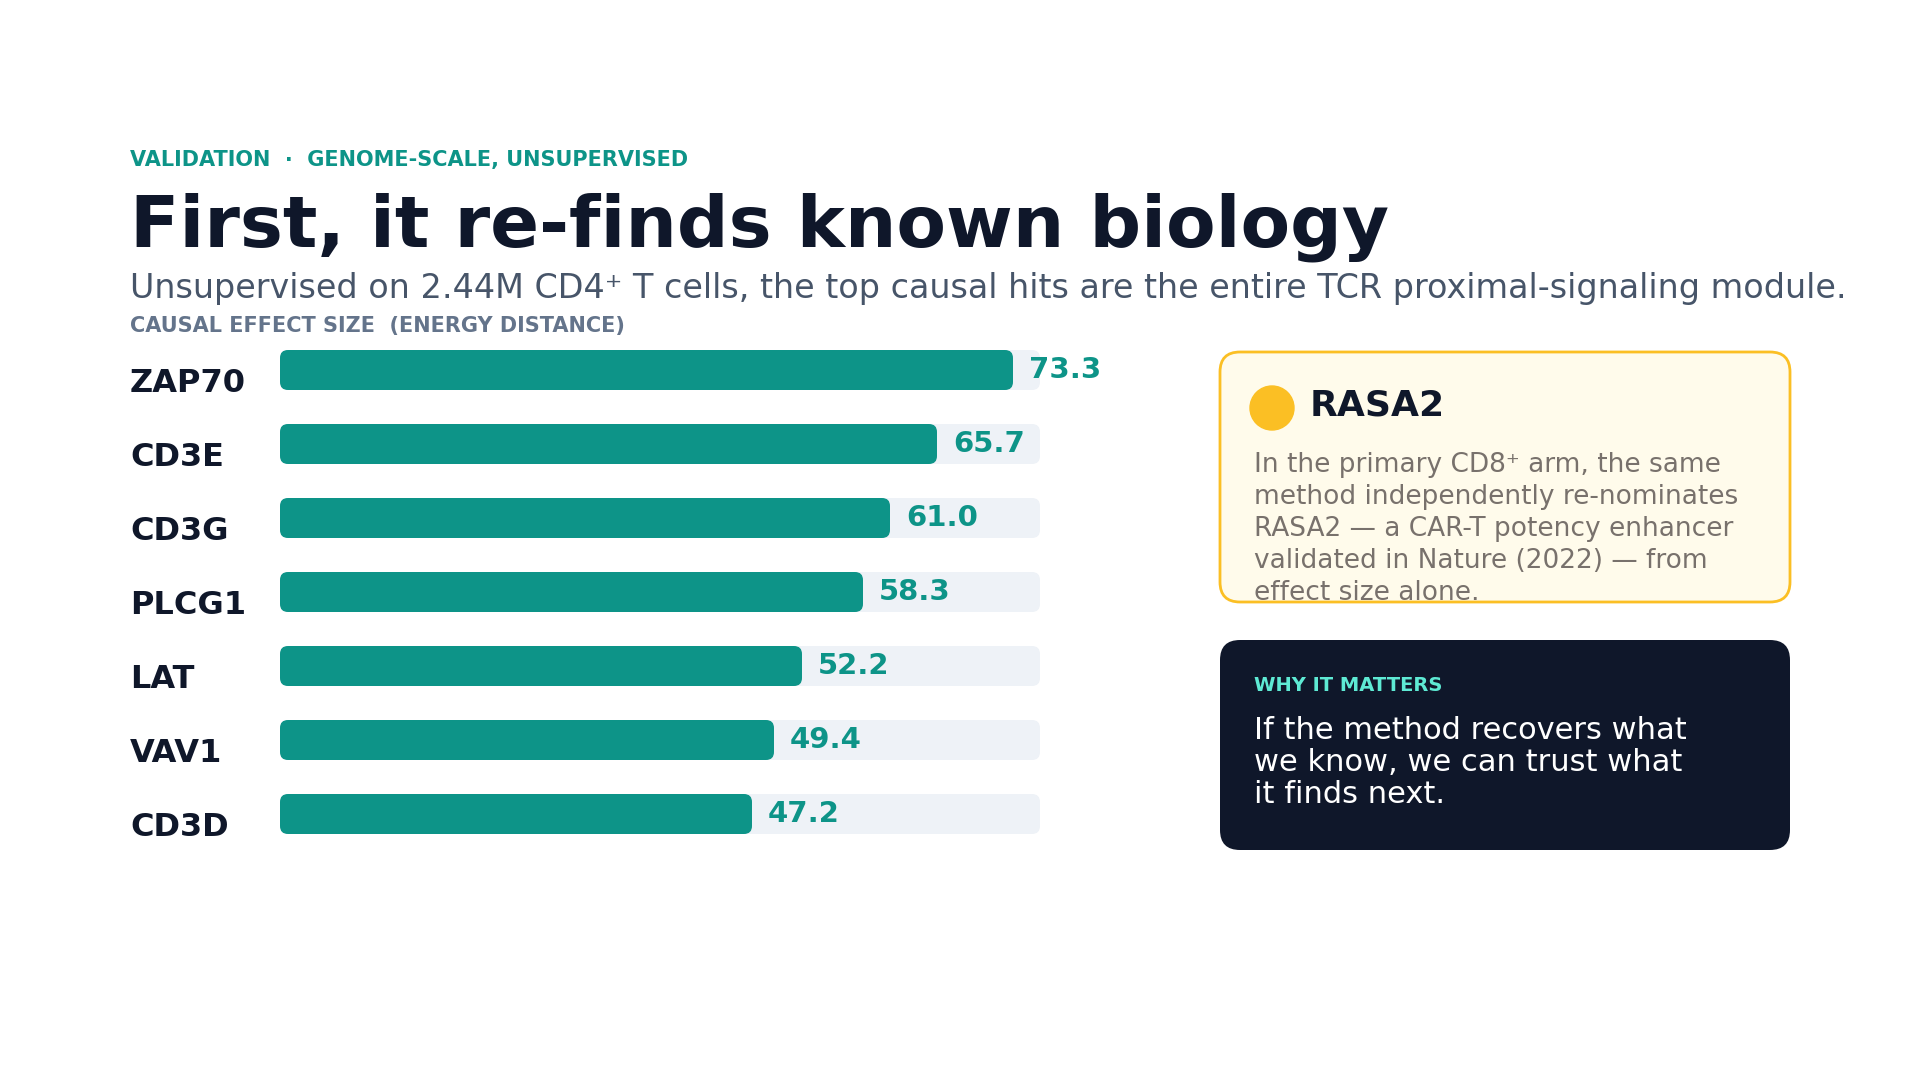 VALIDATION · GENOME-SCALE, UNSUPERVISED
First, it re-finds known biology
Unsupervised on 2.44M CD4⁺ T cells, the top causal hits are the entire TCR proximal-signaling module.
CAUSAL EFFECT SIZE (ENERGY DISTANCE)
ZAP70 73.3
CD3E 65.7
CD3G 61.0
PLCG1 58.3
LAT 52.2
VAV1 49.4
CD3D 47.2
RASA2
In the primary CD8⁺ arm, the same
method independently re-nominates
RASA2 — a CAR-T potency enhancer
validated in Nature (2022) — from
effect size alone.
WHY IT MATTERS
If the method recovers what
we know, we can trust what
it finds next.